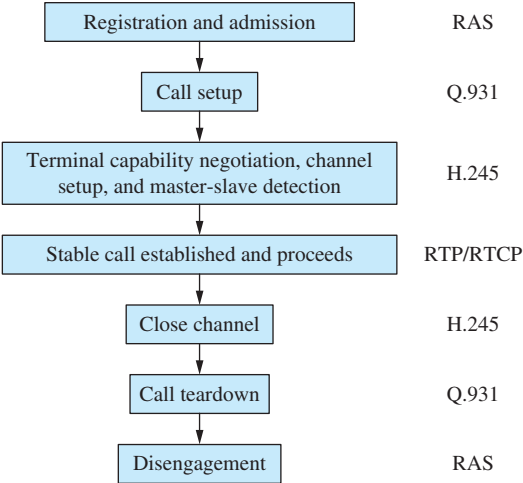 Registration and admission RAS
Call setup Q.931
Terminal capability negotiation, channel
setup, and master-slave detection H.245
Stable call established and proceeds RTP/RTCP
Close channel H.245
Call teardown Q.931
Disengagement RAS